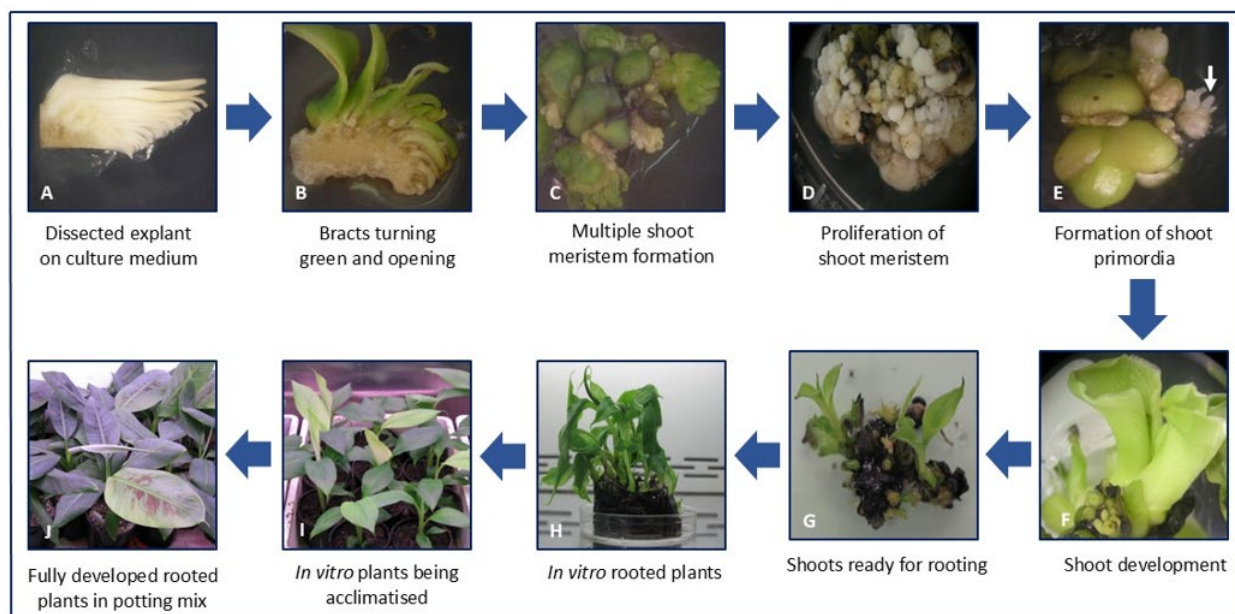 A
Dissected explant
on culture medium
B
Bracts turning
green and opening
C
Multiple shoot
meristem formation
D
Proliferation of
shoot meristem
E
Formation of shoot
primordia
F
Shoot development
G
Shoots ready for rooting
H
In vitro rooted plants
I
In vitro plants being
acclimatised
J
Fully developed rooted
plants in potting mix